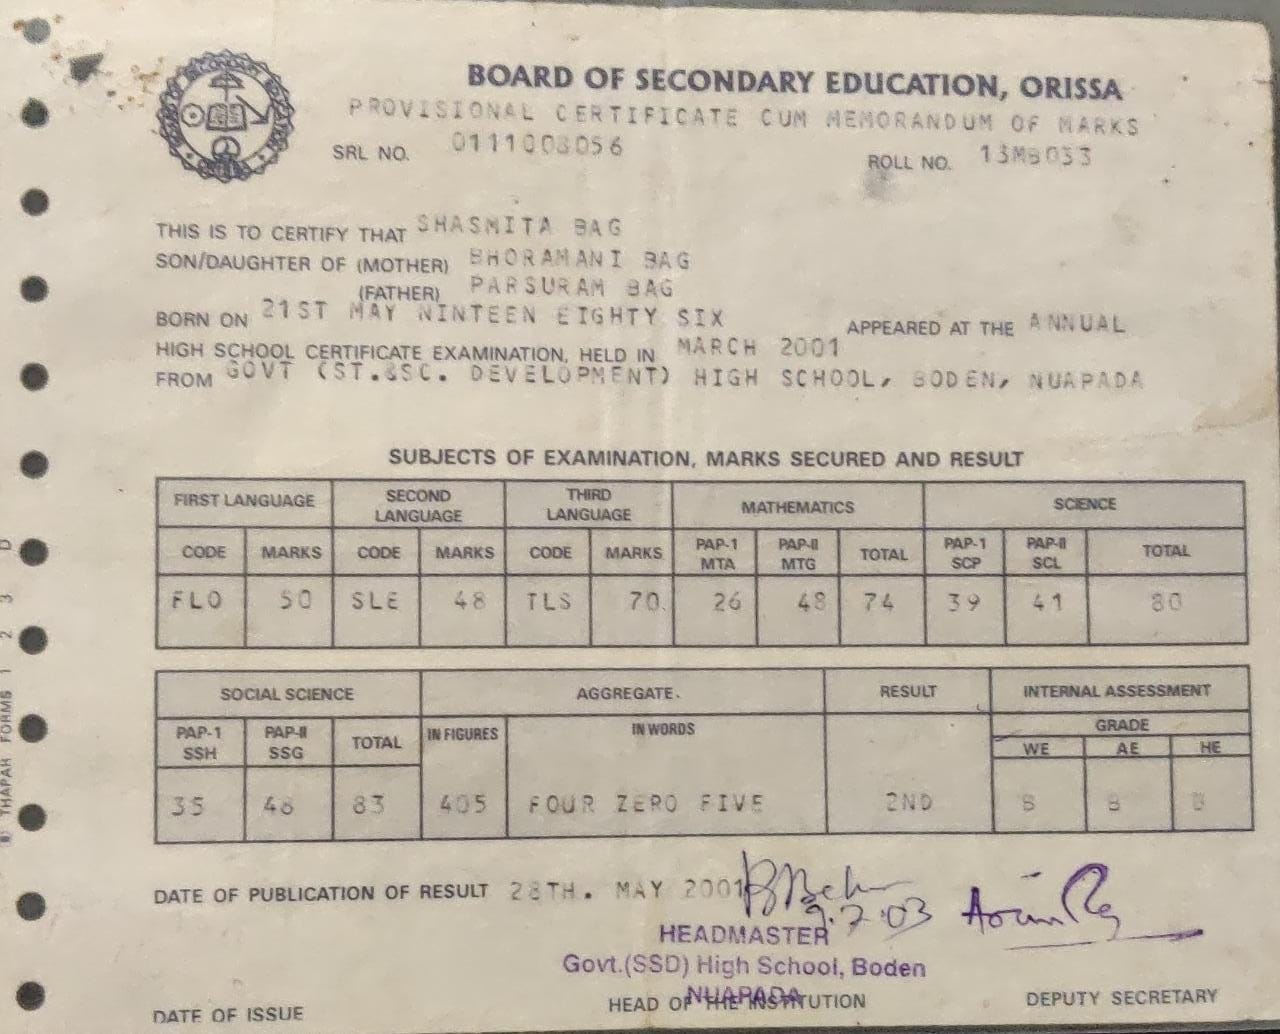 BOARD OF SECONDARY EDUCATION, ORISSA
PROVISIONAL CERTIFICATE CUM MEMORANDUM OF MARKS
SRL NO. 0111003056
ROLL NO. 13MB033
THIS IS TO CERTIFY THAT SHASMITA BAG
SON/DAUGHTER OF (MOTHER) BHORAMANI BAG
(FATHER) PARSURAM BAG
BORN ON 21ST MAY NINTEEN EIGHTY SIX APPEARED AT THE ANNUAL
HIGH SCHOOL CERTIFICATE EXAMINATION, HELD IN MARCH 2001
FROM GOVT (ST.&SC. DEVELOPMENT) HIGH SCHOOL, BODEN, NUAPADA
SUBJECTS OF EXAMINATION, MARKS SECURED AND RESULT
FIRST LANGUAGE SECOND LANGUAGE THIRD LANGUAGE MATHEMATICS SCIENCE
CODE MARKS CODE MARKS CODE MARKS PAP-1 MTA PAP-II MTG TOTAL PAP-1 SCP PAP-II SCL TOTAL
FLO 50 SLE 48 TLS 70 26 48 74 39 41 80
SOCIAL SCIENCE AGGREGATE. RESULT INTERNAL ASSESSMENT
PAP-1 SSH PAP-II SSG TOTAL IN FIGURES IN WORDS GRADE
WE AE HE
35 48 83 405 FOUR ZERO FIVE 2ND B B B
DATE OF PUBLICATION OF RESULT 28TH. MAY 2001
9.7.03
HEADMASTER
Govt.(SSD) High School, Boden
NUAPADA
HEAD OF THE INSTITUTION
DEPUTY SECRETARY
DATE OF ISSUE
THAPAR FORMS 1 2 3 D